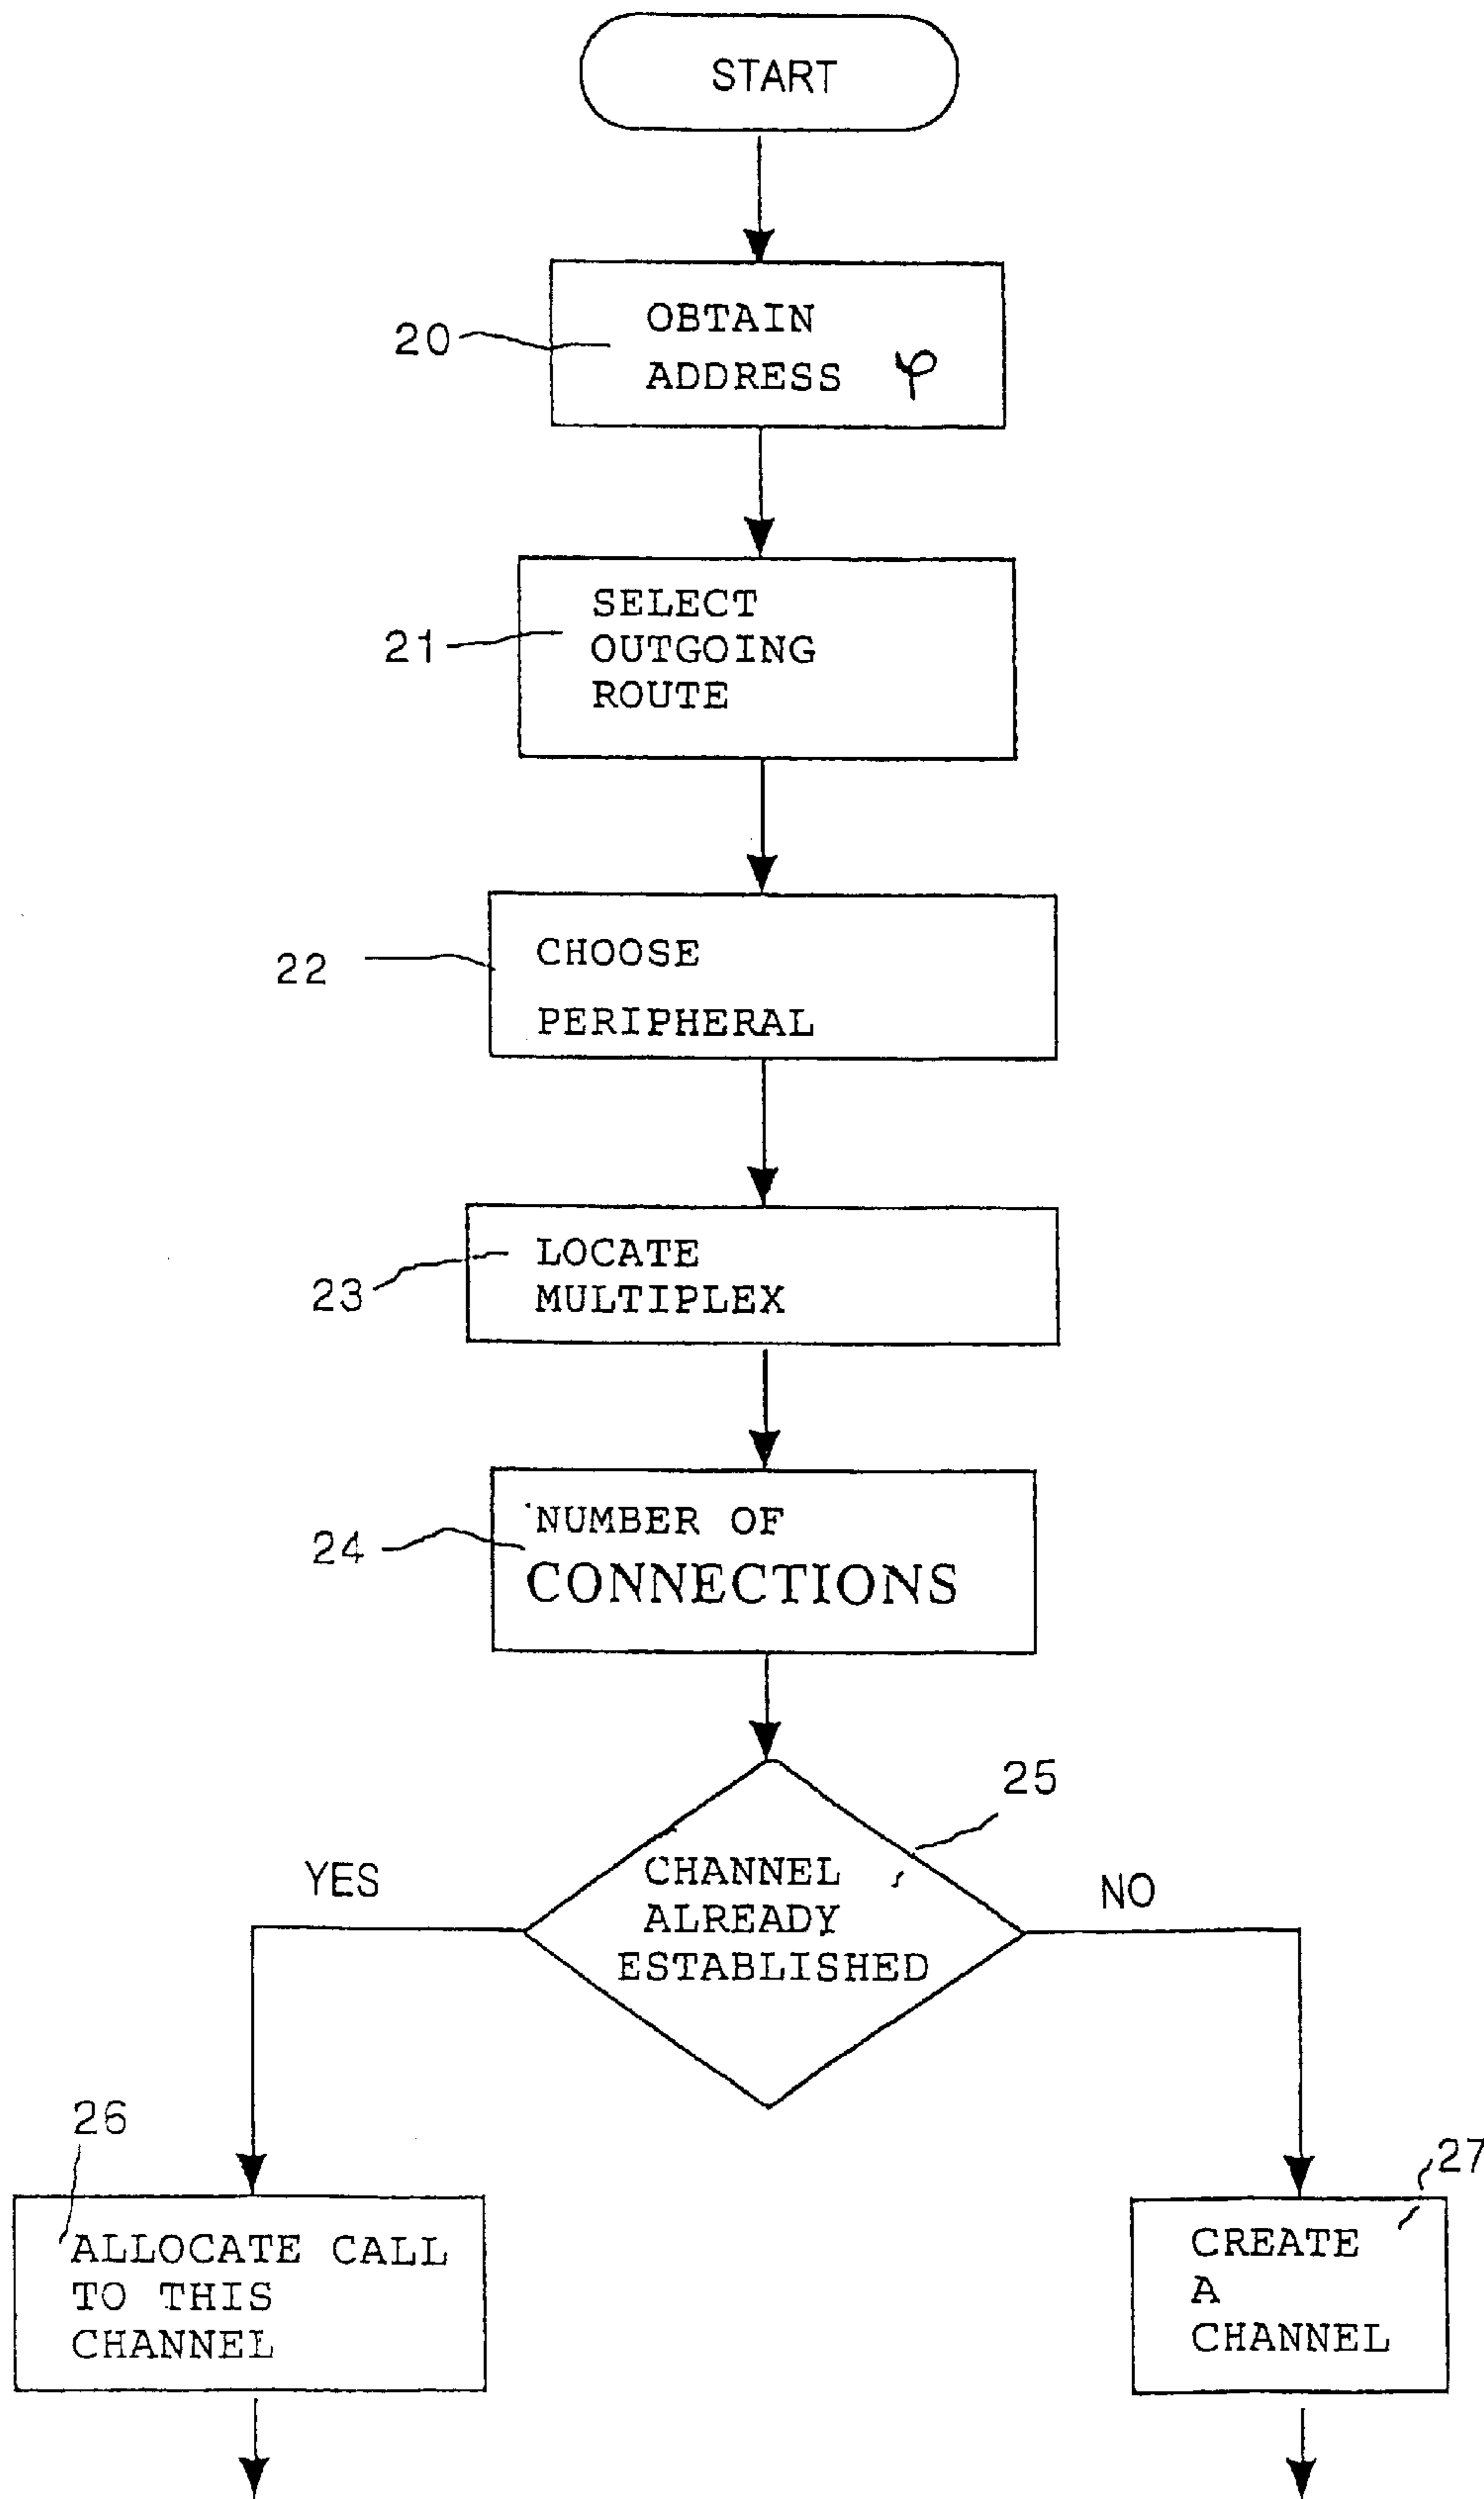 START
20
OBTAIN
ADDRESS φ
21
SELECT
OUTGOING
ROUTE
22
CHOOSE
PERIPHERAL
23
LOCATE
MULTIPLEX
24
NUMBER OF
CONNECTIONS
25
YES
CHANNEL
ALREADY
ESTABLISHED
NO
26
ALLOCATE CALL
TO THIS
CHANNEL
27
CREATE
A
CHANNEL